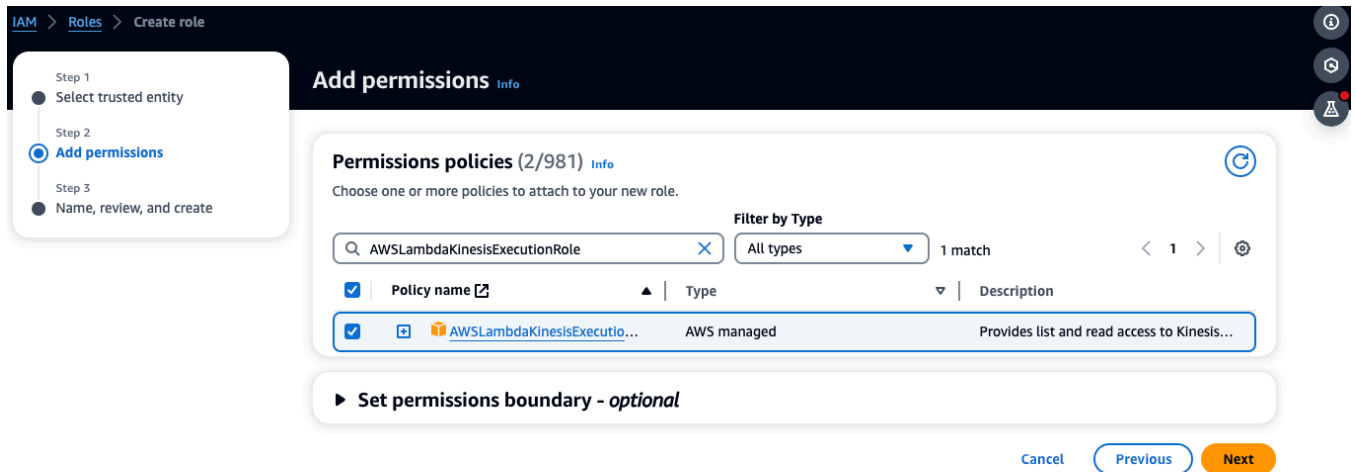 IAM > Roles > Create role
Step 1
Select trusted entity
Step 2
Add permissions
Step 3
Name, review, and create
Add permissions Info
Permissions policies (2/981) Info
Choose one or more policies to attach to your new role.
Filter by Type
AWSLambdaKinesisExecutionRole All types 1 match 1
Policy name Type Description
AWSLambdaKinesisExecutio... AWS managed Provides list and read access to Kinesis...
Set permissions boundary - optional
Cancel Previous Next